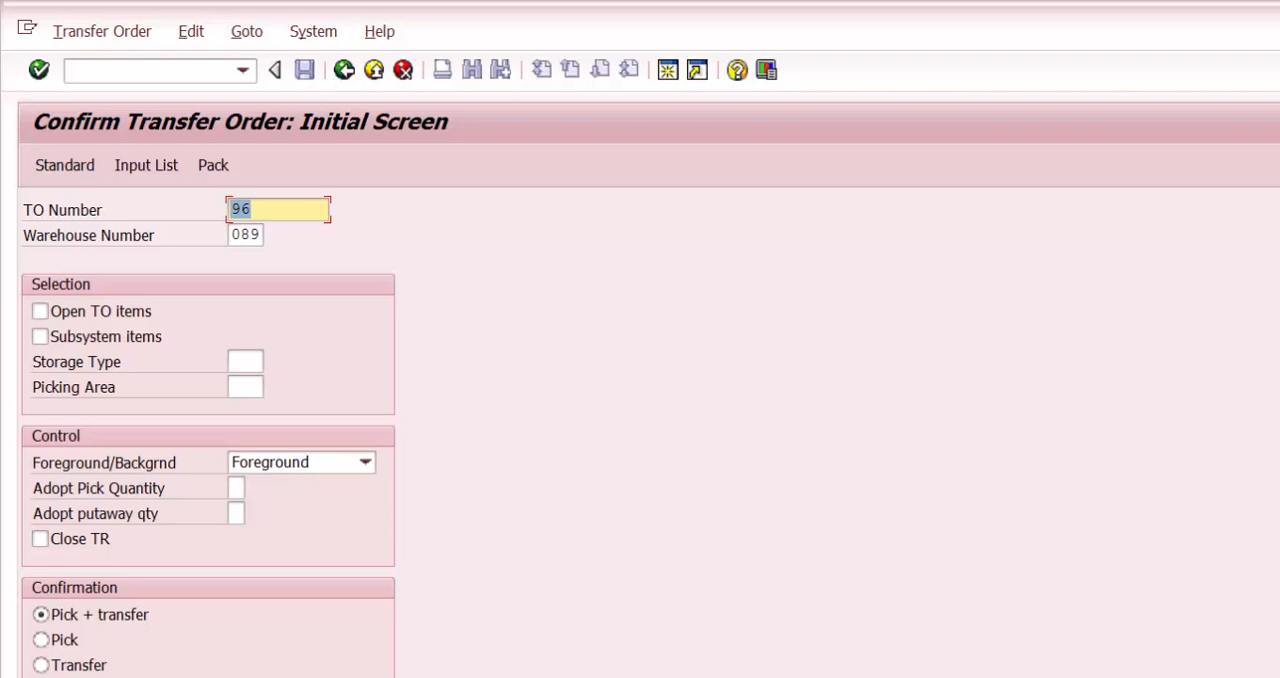 Transfer Order Edit Goto System Help
Confirm Transfer Order: Initial Screen
Standard Input List Pack
TO Number 96
Warehouse Number 089
Selection
Open TO items
Subsystem items
Storage Type
Picking Area
Control
Foreground/Backgrnd Foreground
Adopt Pick Quantity
Adopt putaway qty
Close TR
Confirmation
Pick + transfer
Pick
Transfer